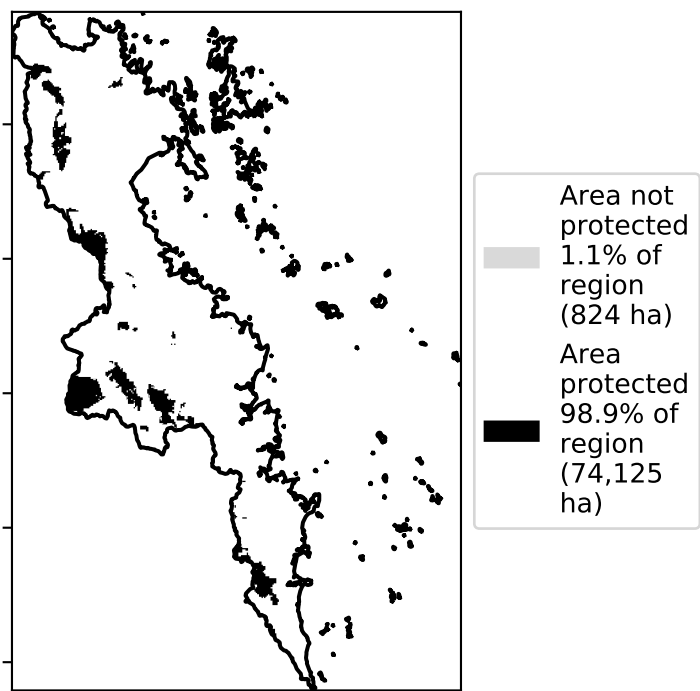 Area not
protected
1.1% of
region
(824 ha)
Area
protected
98.9% of
region
(74,125
ha)